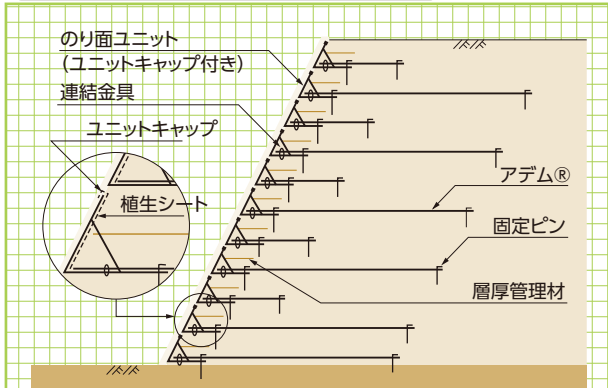 のり面ユニット
(ユニットキャップ付き)
連結金具
ユニットキャップ
植生シート
アデム®
固定ピン
層厚管理材